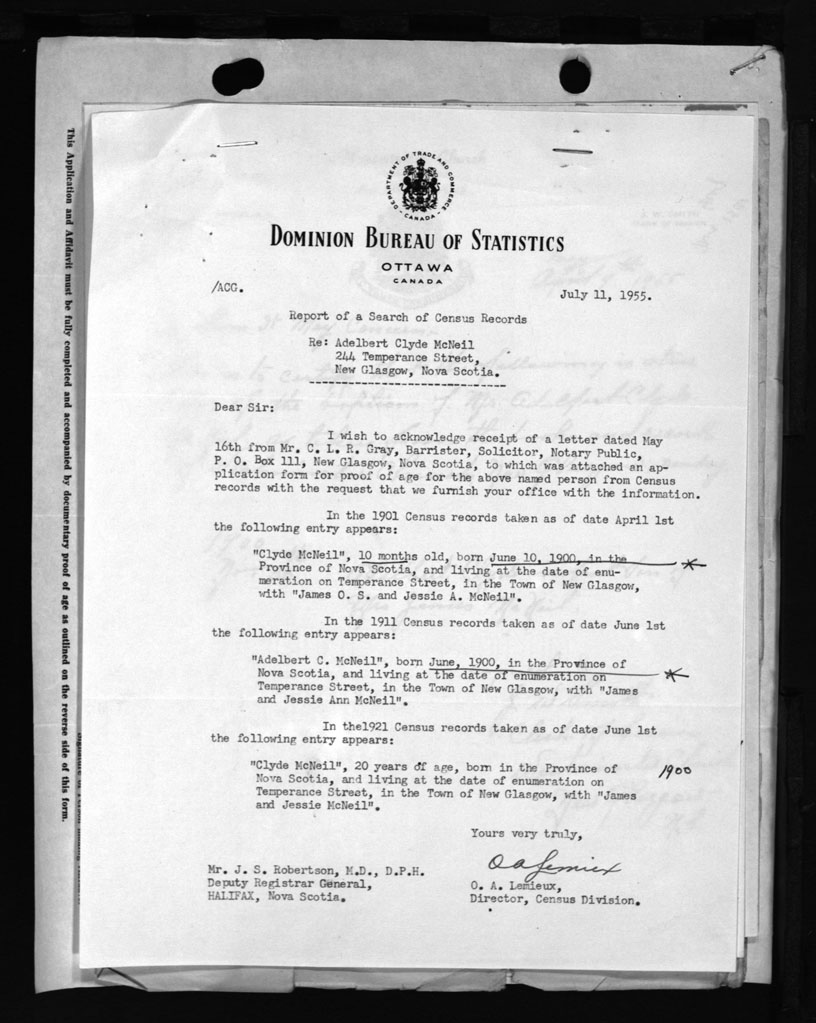 DEPARTMENT OF TRADE AND COMMERCE
- CANADA -
DOMINION BUREAU OF STATISTICS
OTTAWA
CANADA
/ACG.
July 11, 1955.
Report of a Search of Census Records
Re: Adelbert Clyde McNeil
244 Temperance Street,
New Glasgow, Nova Scotia.
Dear Sir:
I wish to acknowledge receipt of a letter dated May
16th from Mr. C. L. R. Gray, Barrister, Solicitor, Notary Public,
P. O. Box 111, New Glasgow, Nova Scotia, to which was attached an ap-
plication form for proof of age for the above named person from Census
records with the request that we furnish your office with the information.
In the 1901 Census records taken as of date April 1st
the following entry appears:
"Clyde McNeil", 10 months old, born June 10, 1900, in the
Province of Nova Scotia, and living at the date of enu-
meration on Temperance Street, in the Town of New Glasgow,
with "James O. S. and Jessie A. McNeil".
In the 1911 Census records taken as of date June 1st
the following entry appears:
"Adelbert C. McNeil", born June, 1900, in the Province of
Nova Scotia, and living at the date of enumeration on
Temperance Street, in the Town of New Glasgow, with "James
and Jessie Ann McNeil".
In the1921 Census records taken as of date June 1st
the following entry appears:
"Clyde McNeil", 20 years of age, born in the Province of
Nova Scotia, and living at the date of enumeration on
Temperance Street, in the Town of New Glasgow, with "James
and Jessie McNeil".
1900
Yours very truly,
O A Lemieux
Mr. J. S. Robertson, M.D., D.P.H.
Deputy Registrar General,
HALIFAX, Nova Scotia.
O. A. Lemieux,
Director, Census Division.
This Application and Affidavit must be fully completed and accompanied by documentary proof of age as outlined on the reverse side of this form.